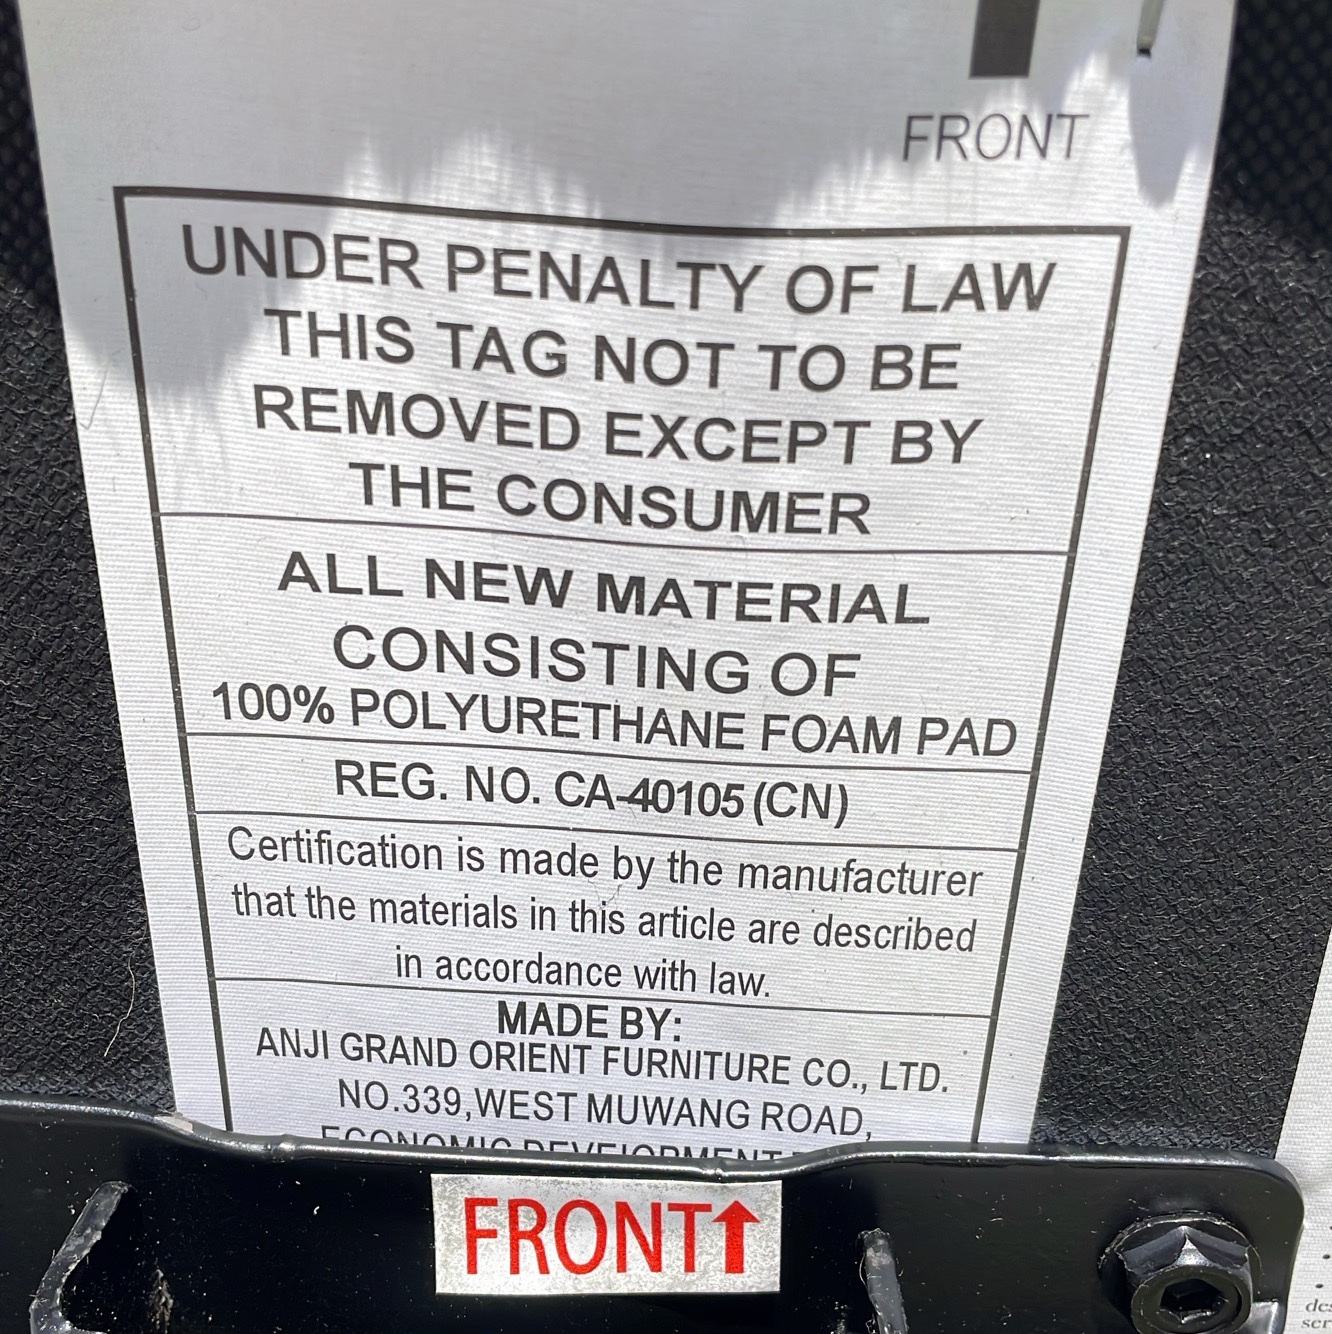 FRONT
UNDER PENALTY OF LAW
THIS TAG NOT TO BE
REMOVED EXCEPT BY
THE CONSUMER
ALL NEW MATERIAL
CONSISTING OF
100% POLYURETHANE FOAM PAD
REG. NO. CA-40105 (CN)
Certification is made by the manufacturer
that the materials in this article are described
in accordance with law.
MADE BY:
ANJI GRAND ORIENT FURNITURE CO., LTD.
NO.339,WEST MUWANG ROAD,
ECONOMIC DEVELOPMENT
FRONT↑